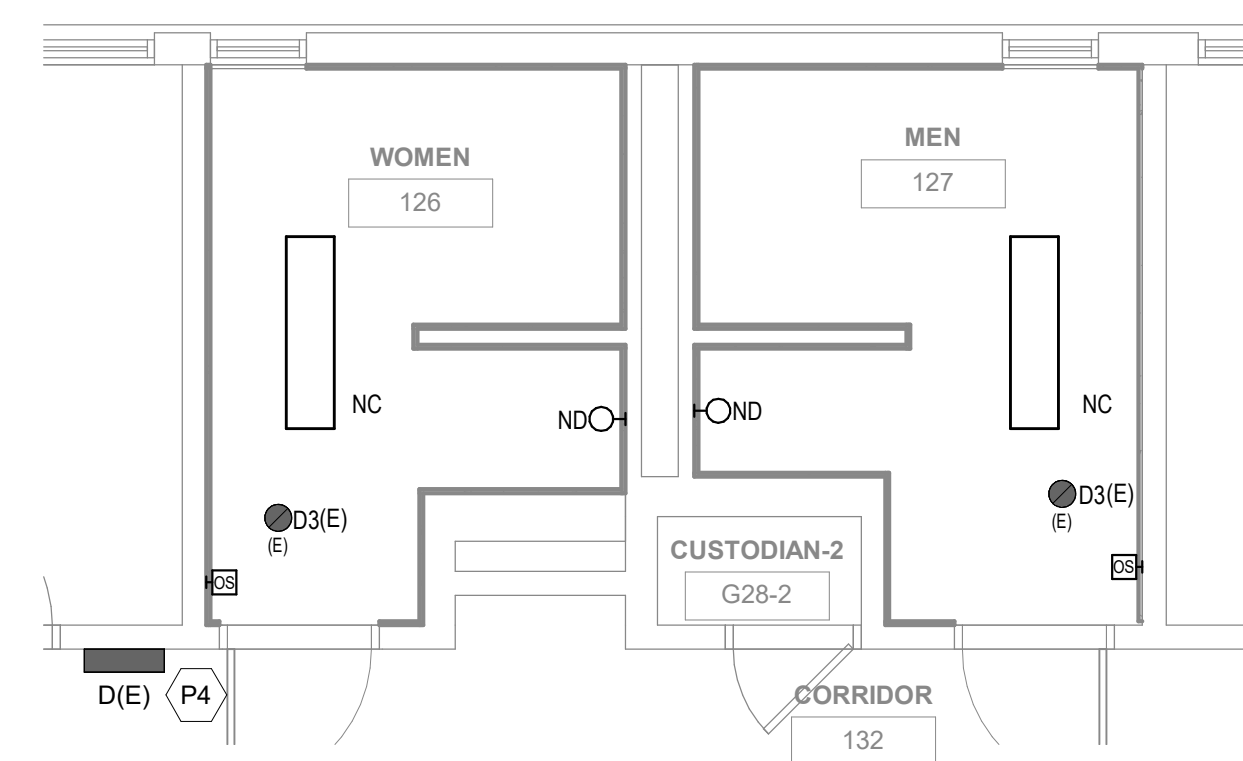 WOMEN
126
MEN
127
NC
NC
ND
ND
D3(E)
(E)
D3(E)
(E)
OS
OS
CUSTODIAN-2
G28-2
D(E)
P4
CORRIDOR
132